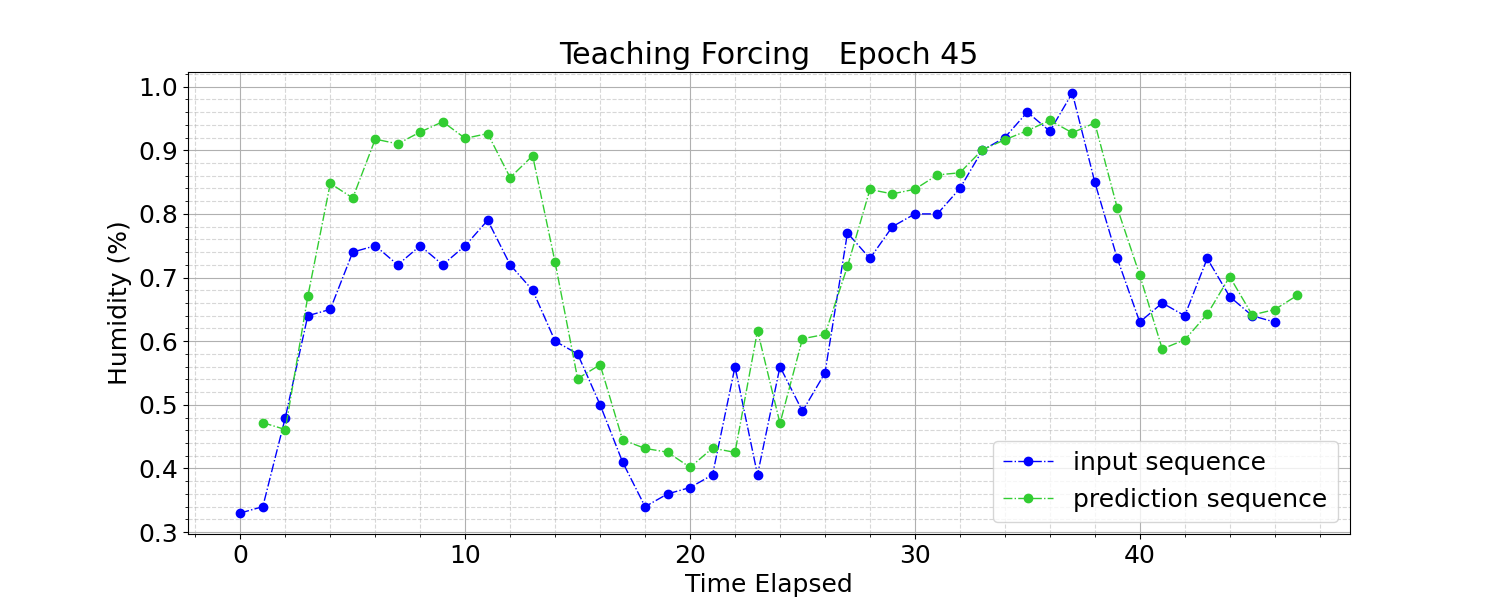 Teaching Forcing   Epoch 45
Humidity (%)
1.0
0.9
0.8
0.7
0.6
0.5
0.4
0.3
0 10 20 30 40
Time Elapsed
input sequence
prediction sequence